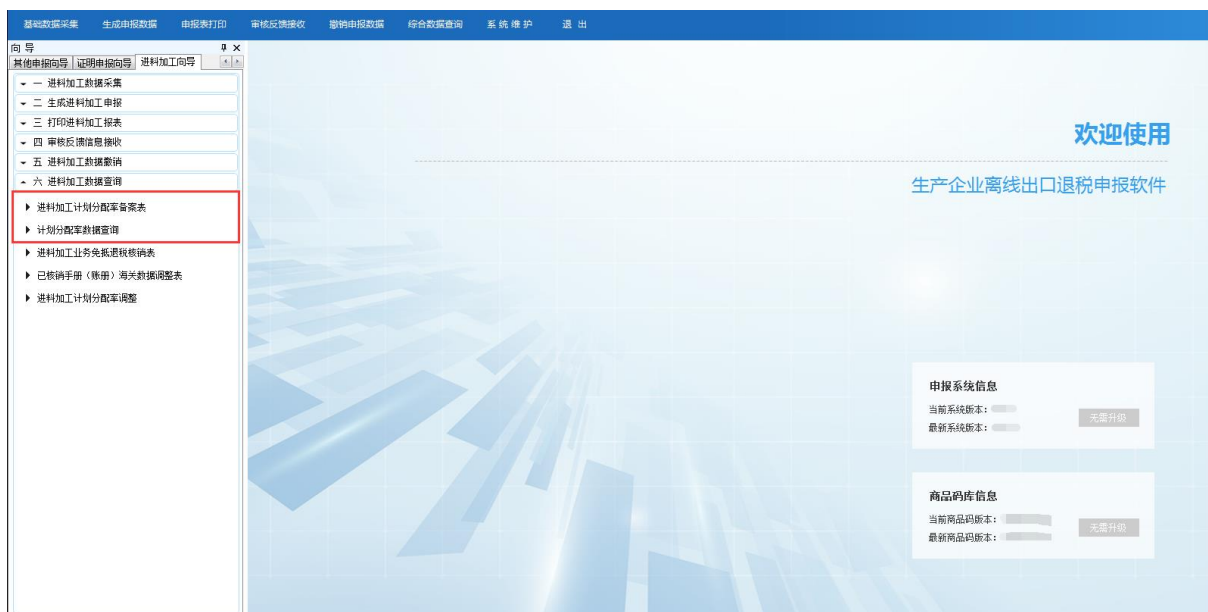 基础数据采集 生成申报数据 申报表打印 审核反馈接收 撤销申报数据 综合数据查询 系统维护 退出
向导
其他申报向导 证明申报向导 进料加工向导
一 进料加工数据采集
二 生成进料加工申报
三 打印进料加工报表
四 审核反馈信息接收
五 进料加工数据撤销
六 进料加工数据查询
进料加工计划分配率备案表
计划分配率数据查询
进料加工业务免抵退税核销表
已核销手册（账册）海关数据调整表
进料加工计划分配率调整
欢迎使用
生产企业离线出口退税申报软件
申报系统信息
当前系统版本：
无需升级
最新系统版本：
商品码库信息
当前商品码版本：
无需升级
最新商品码版本：